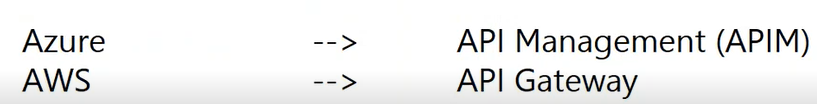 Azure --> API Management (APIM)
AWS --> API Gateway